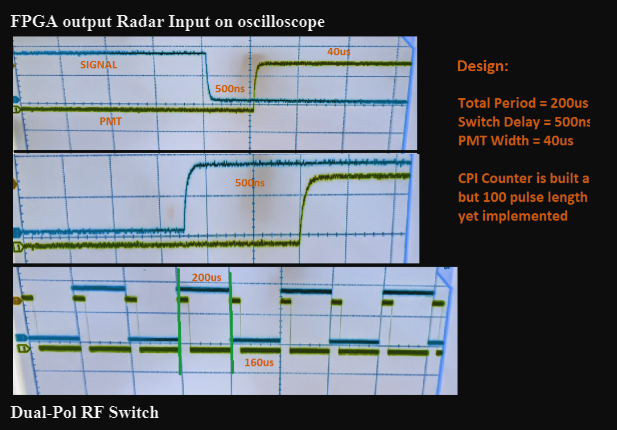 FPGA output Radar Input on oscilloscope
40us
SIGNAL
500ns
PMT
Design:
Total Period = 200us
Switch Delay = 500ns
PMT Width = 40us
500ns
CPI Counter is built a
but 100 pulse length
yet implemented
200us
160us
Dual-Pol RF Switch